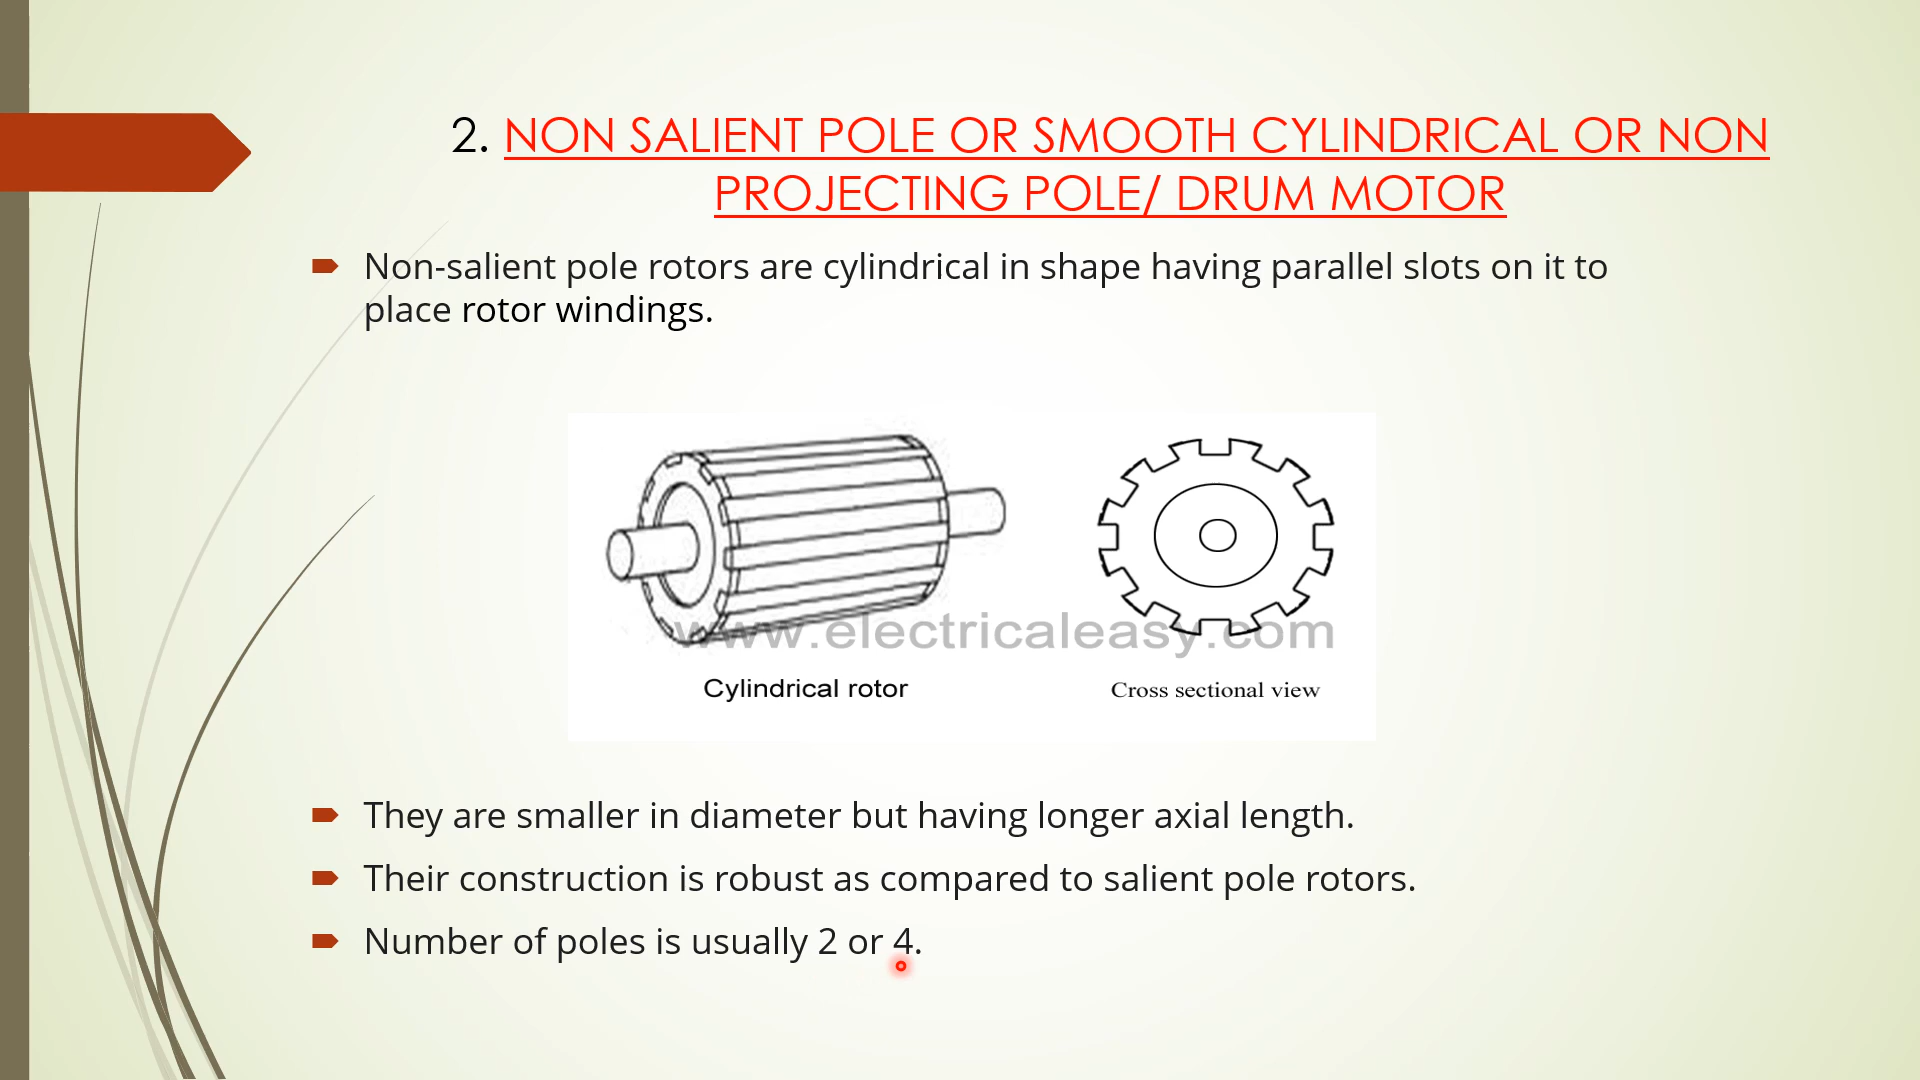 2. NON SALIENT POLE OR SMOOTH CYLINDRICAL OR NON
PROJECTING POLE/ DRUM MOTOR
Non-salient pole rotors are cylindrical in shape having parallel slots on it to
place rotor windings.
www.electricaleasy.com
Cylindrical rotor
Cross sectional view
They are smaller in diameter but having longer axial length.
Their construction is robust as compared to salient pole rotors.
Number of poles is usually 2 or 4.